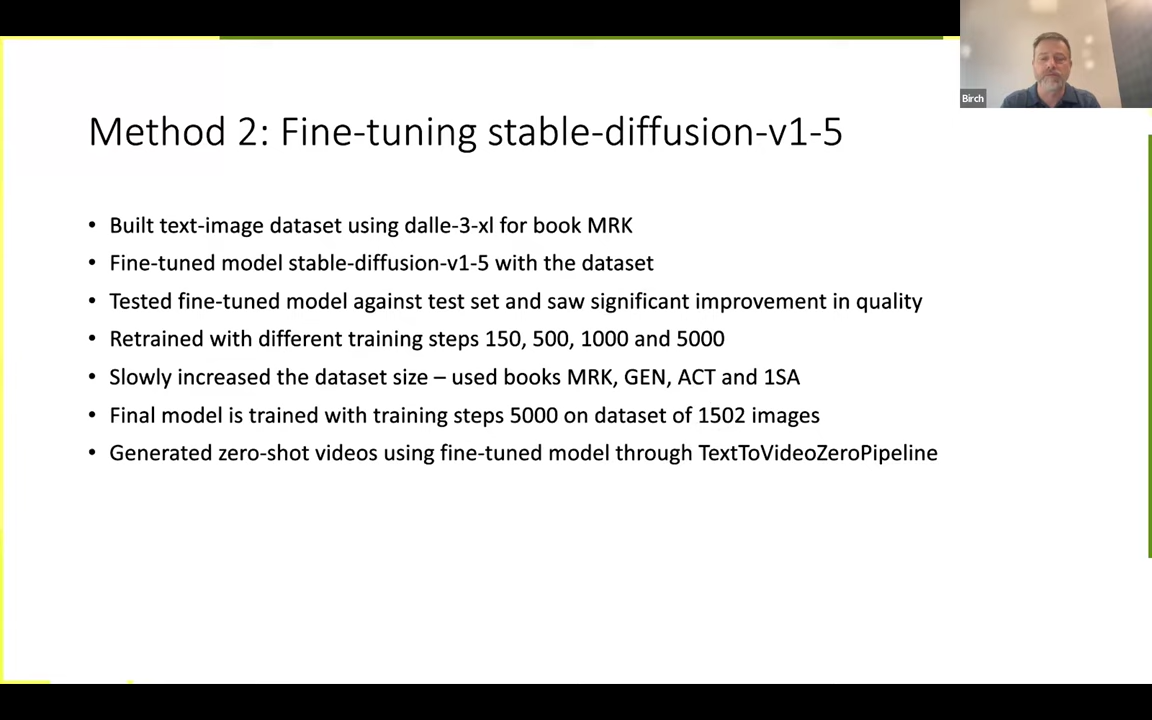 Birch
Method 2: Fine-tuning stable-diffusion-v1-5
• Built text-image dataset using dalle-3-xl for book MRK
• Fine-tuned model stable-diffusion-v1-5 with the dataset
• Tested fine-tuned model against test set and saw significant improvement in quality
• Retrained with different training steps 150, 500, 1000 and 5000
• Slowly increased the dataset size – used books MRK, GEN, ACT and 1SA
• Final model is trained with training steps 5000 on dataset of 1502 images
• Generated zero-shot videos using fine-tuned model through TextToVideoZeroPipeline